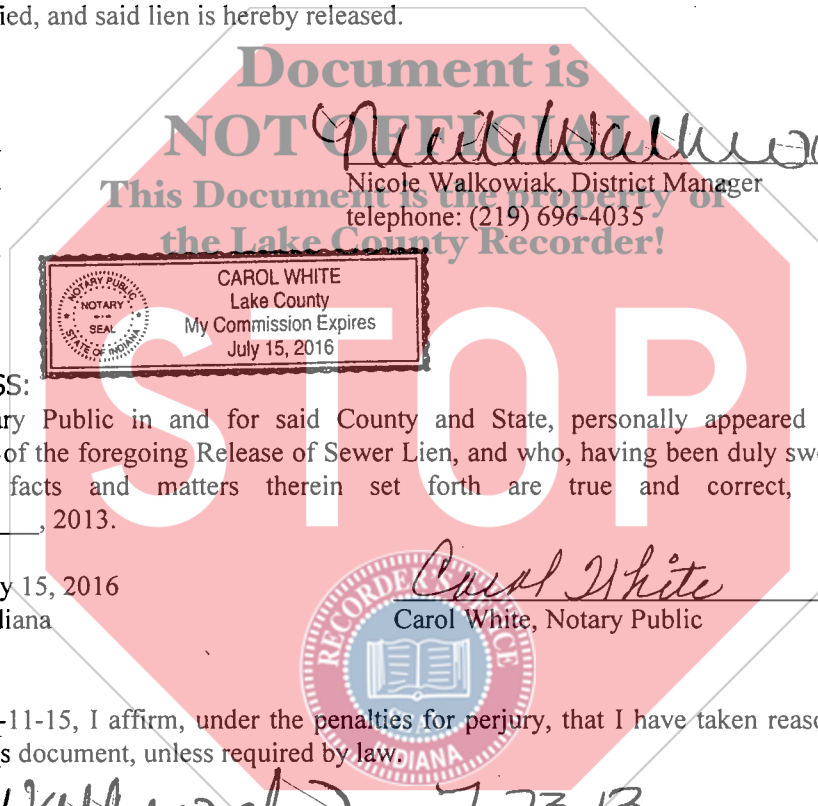 ied, and said lien is hereby released.
Document is
NOT OFFICIAL!
Nicole Walkowiak, District Manager
This Document is the property of
telephone: (219) 696-4035
the Lake County Recorder!
CAROL WHITE
Lake County
My Commission Expires
July 15, 2016
NOTARY PUBLIC
NOTARY
SEAL
STATE OF INDIANA
STOP
SS:
ary Public in and for said County and State, personally appeared
of the foregoing Release of Sewer Lien, and who, having been duly swo
facts and matters therein set forth are true and correct,
, 2013.
y 15, 2016
Carol White
diana
Carol White, Notary Public
RECORDER'S OFFICE
INDIANA
-11-15, I affirm, under the penalties for perjury, that I have taken reaso
s document, unless required by law.